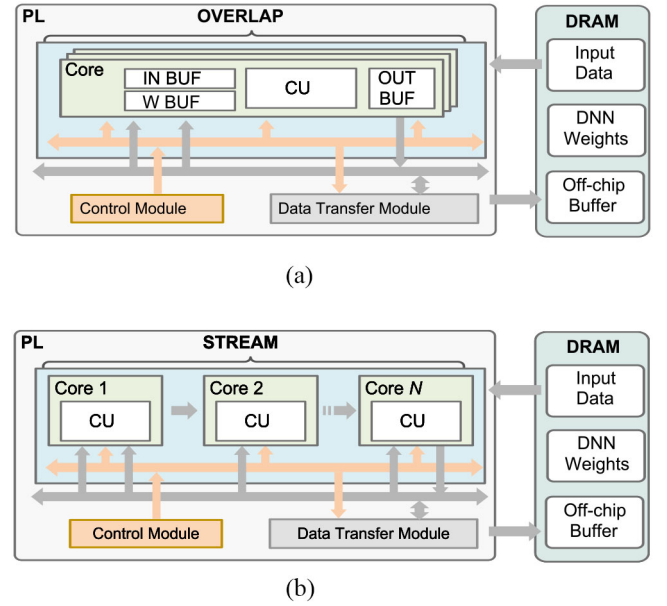 PL
OVERLAP
DRAM
Core
IN BUF
W BUF
CU
OUT
BUF
Input
Data
DNN
Weights
Off-chip
Buffer
Control Module
Data Transfer Module
(a)
PL
STREAM
DRAM
Core 1
CU
Core 2
CU
Core N
CU
Input
Data
DNN
Weights
Off-chip
Buffer
Control Module
Data Transfer Module
(b)